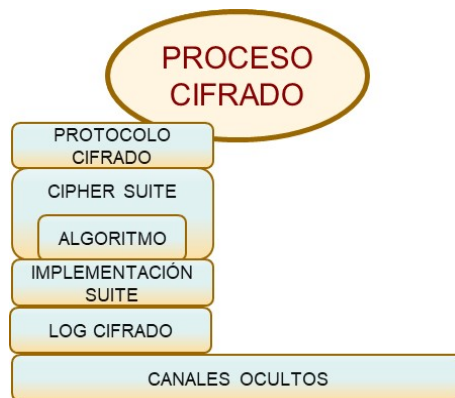 PROCESO
CIFRADO
PROTOCOLO
CIFRADO
CIPHER SUITE
ALGORITMO
IMPLEMENTACIÓN
SUITE
LOG CIFRADO
CANALES OCULTOS